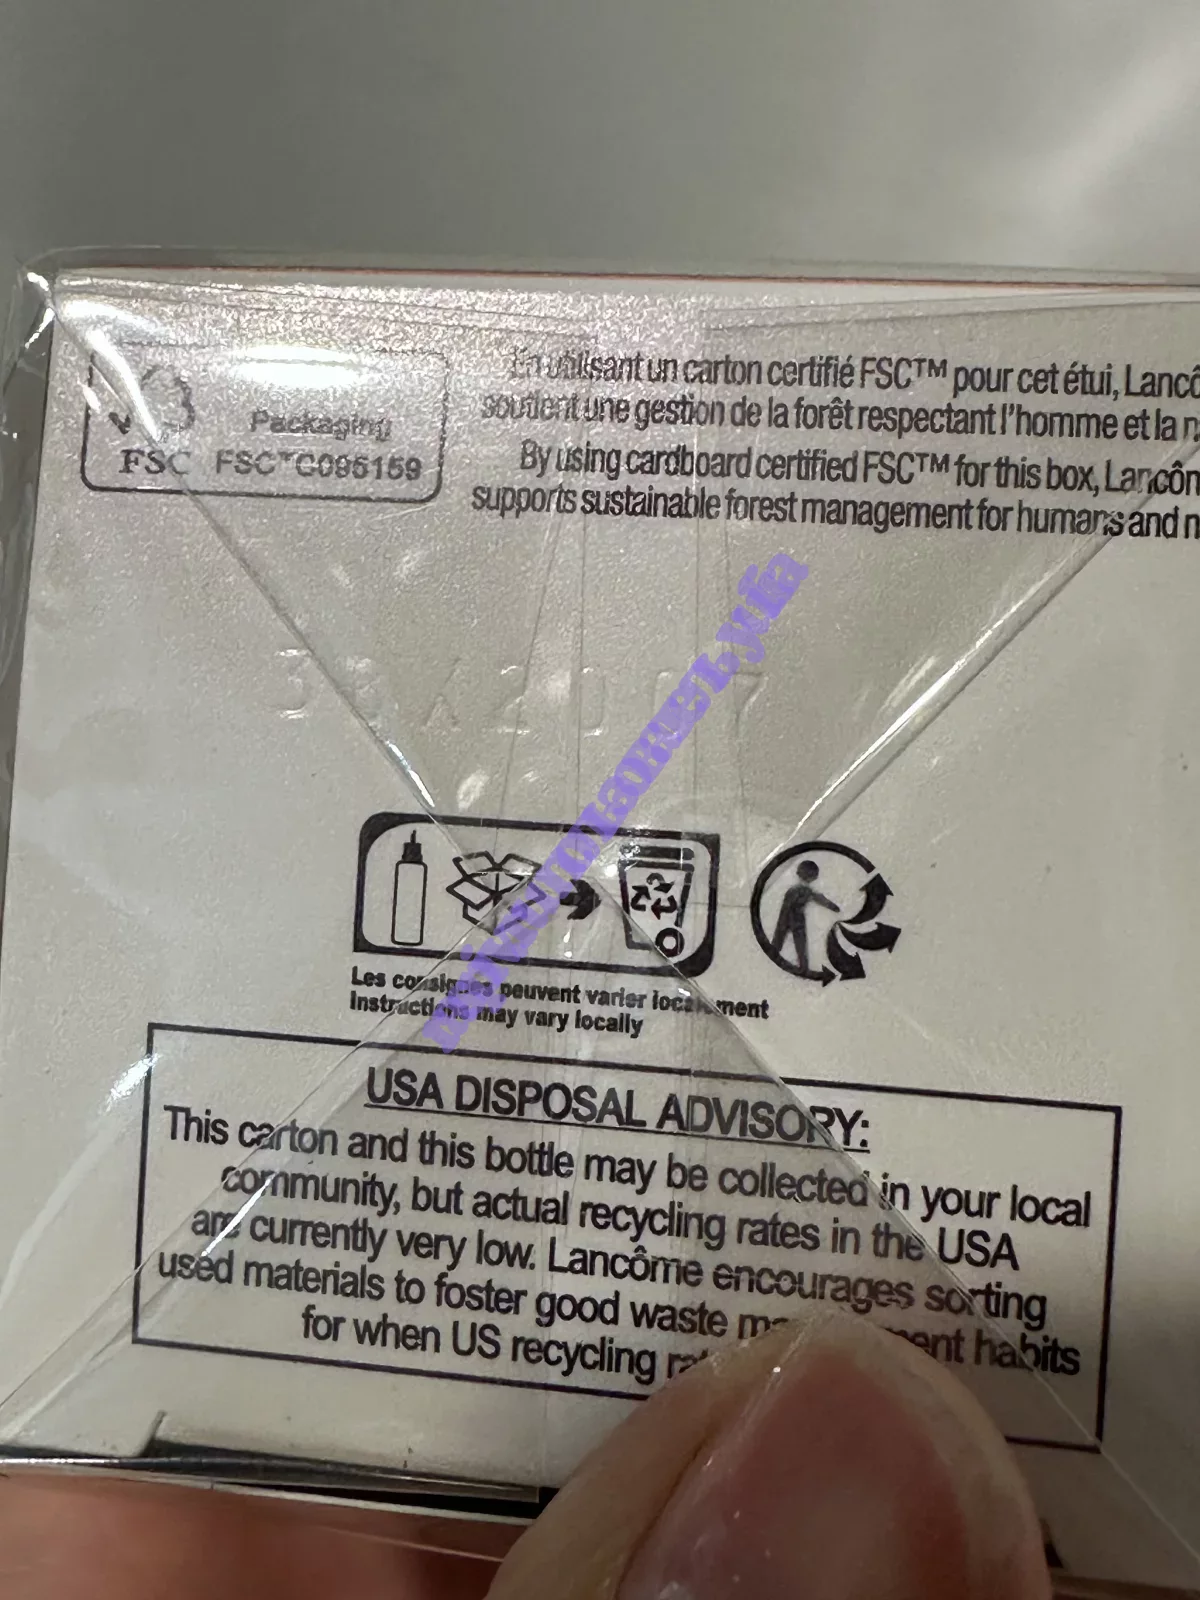 Packaging
FSC FSC™C095159
En utilisant un carton certifié FSC™ pour cet étui, Lancô
soutient une gestion de la forêt respectant l'homme et la n
By using cardboard certified FSC™ for this box, Lancôn
supports sustainable forest management for humans and n
38X207
Les consignes peuvent varier localement
Instructions may vary locally
USA DISPOSAL ADVISORY:
This carton and this bottle may be collected in your local
community, but actual recycling rates in the USA
are currently very low. Lancôme encourages sorting
used materials to foster good waste management habits
for when US recycling